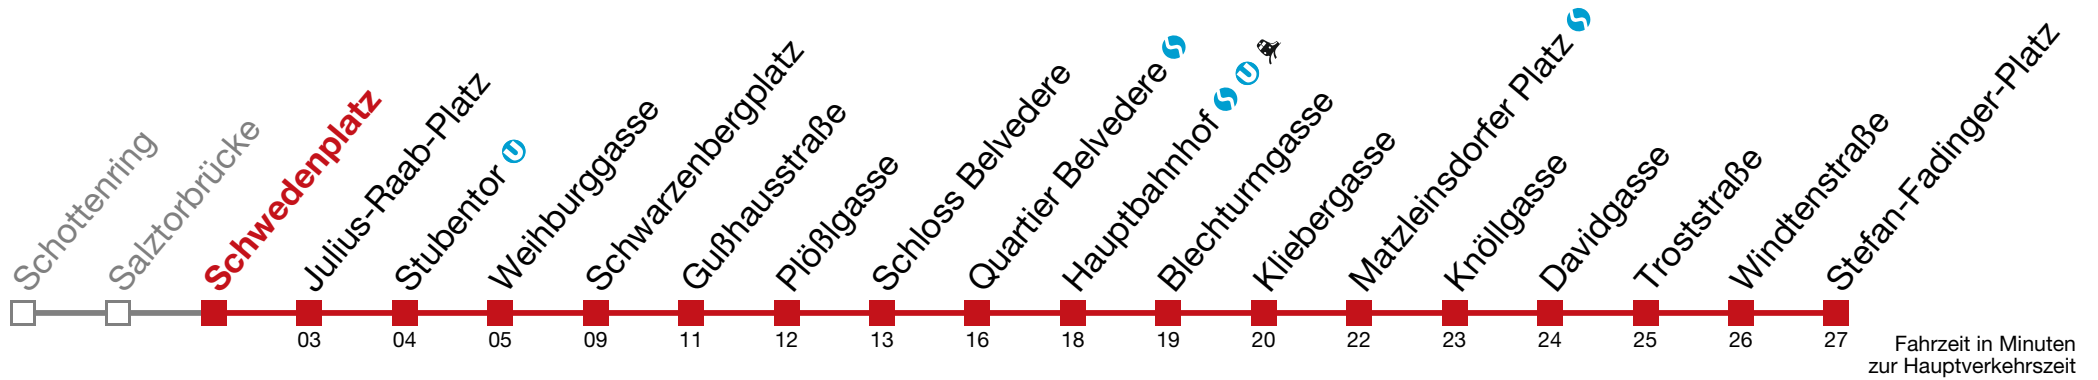 Schottenring
Salztorbrücke
Schwedenplatz
Julius-Raab-Platz
Stubentor U
Weihburggasse
Schwarzenbergplatz
Gußhausstraße
Plößlgasse
Schloss Belvedere
Quartier Belvedere S
Hauptbahnhof S U
Blechturmgasse
Kliebergasse
Matzleinsdorfer Platz S
Knöllgasse
Davidgasse
Troststraße
Windtenstraße
Stefan-Fadinger-Platz
03 04 05 09 11 12 13 16 18 19 20 22 23 24 25 26 27
Fahrzeit in Minuten
zur Hauptverkehrszeit